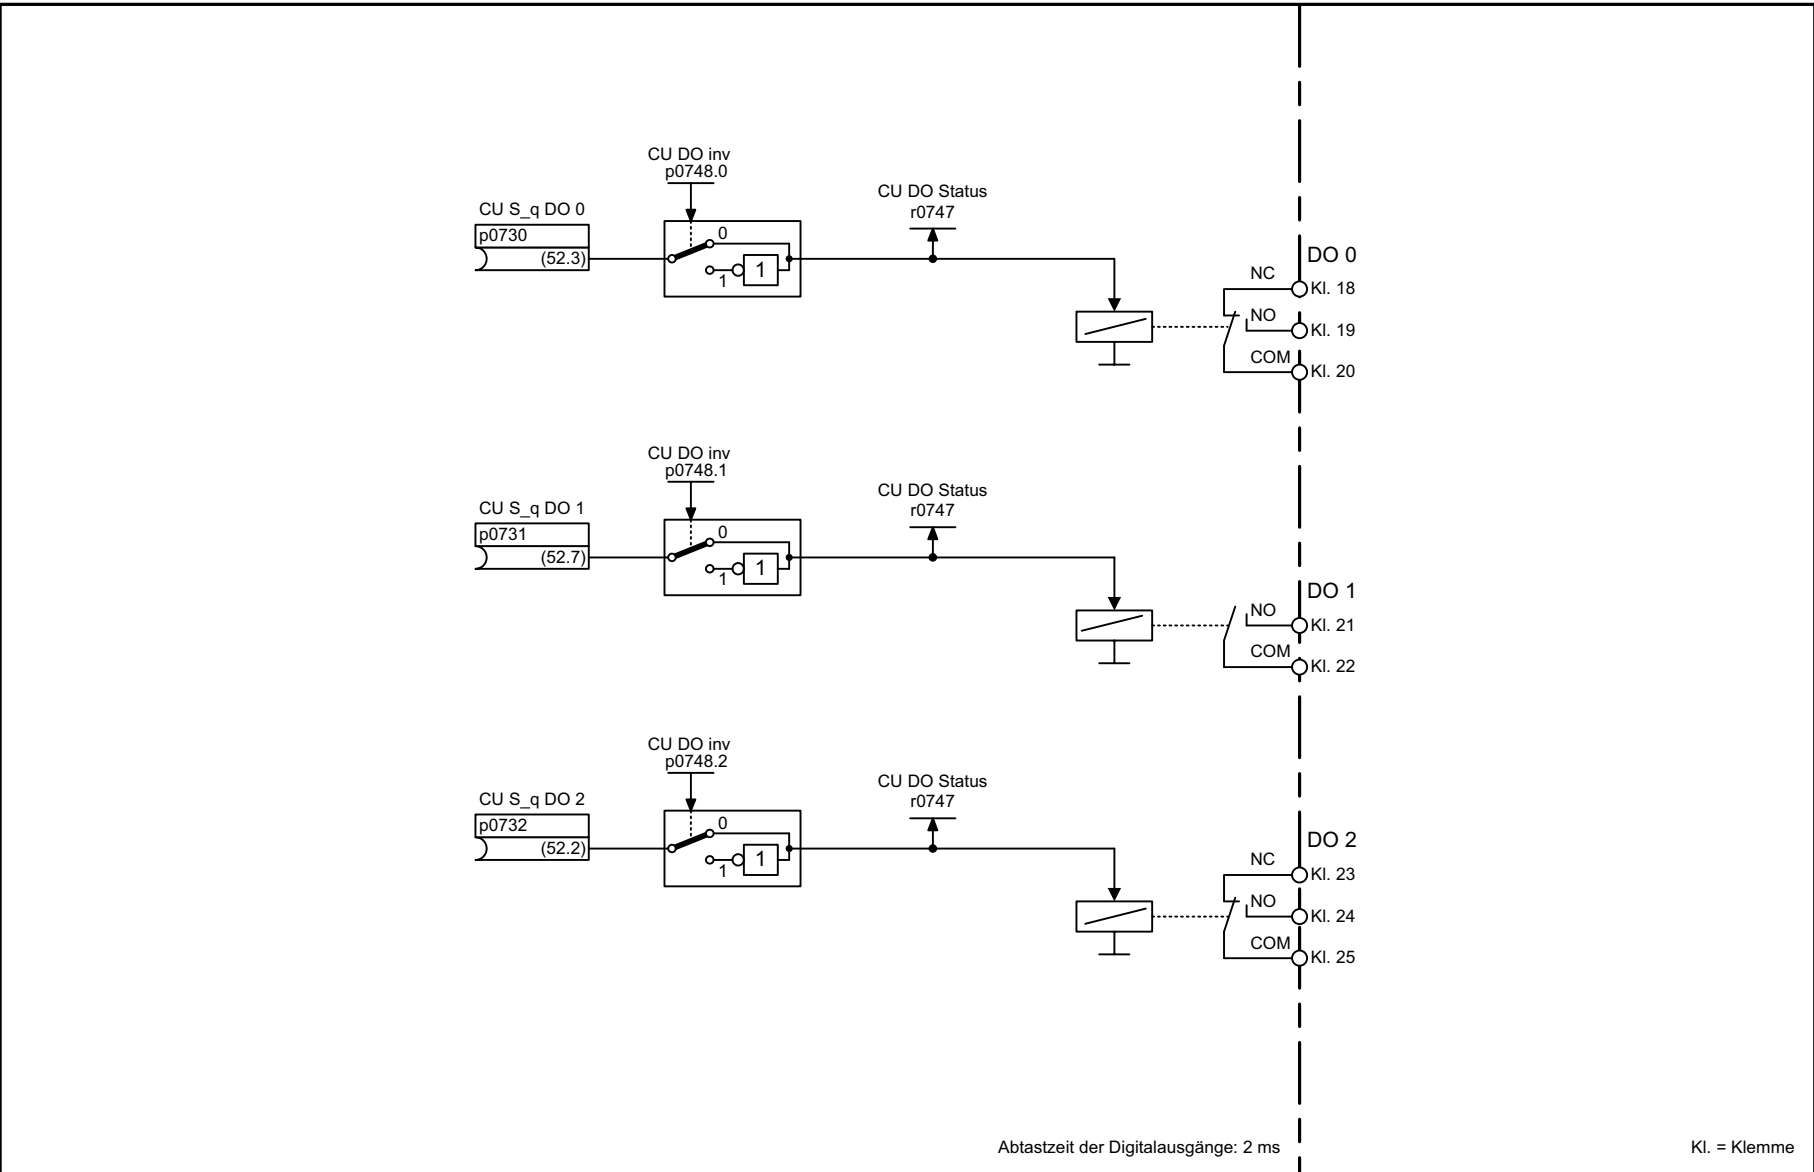 CU DO inv
p0748.0
CU S_q DO 0
p0730
(52.3)
0
1
1
CU DO Status
r0747
DO 0
NC
Kl. 18
NO
Kl. 19
COM
Kl. 20
CU DO inv
p0748.1
CU S_q DO 1
p0731
(52.7)
0
1
1
CU DO Status
r0747
DO 1
NO
Kl. 21
COM
Kl. 22
CU DO inv
p0748.2
CU S_q DO 2
p0732
(52.2)
0
1
1
CU DO Status
r0747
DO 2
NC
Kl. 23
NO
Kl. 24
COM
Kl. 25
Abtastzeit der Digitalausgänge: 2 ms
Kl. = Klemme